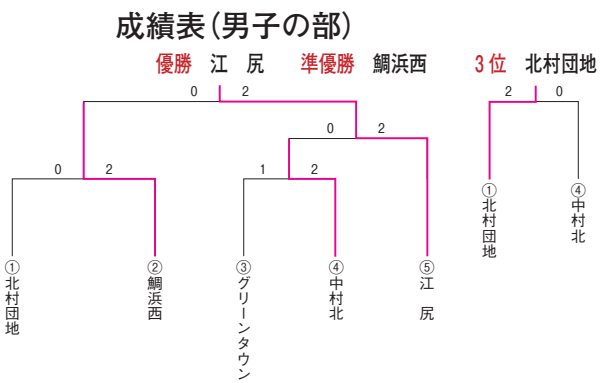 成績表(男子の部)
優勝 江 尻 準優勝 鯛浜西 3位 北村団地
0 2
2 0
0 2
0 2
1 2
①北村団地
②鯛浜西
③グリーンタウン
④中村北
⑤江 尻
①北村団地
④中村北